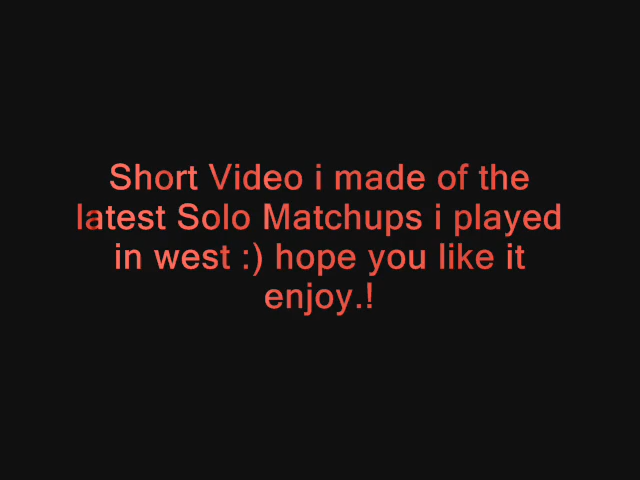 Short Video i made of the
latest Solo Matchups i played
in west :) hope you like it
enjoy.!